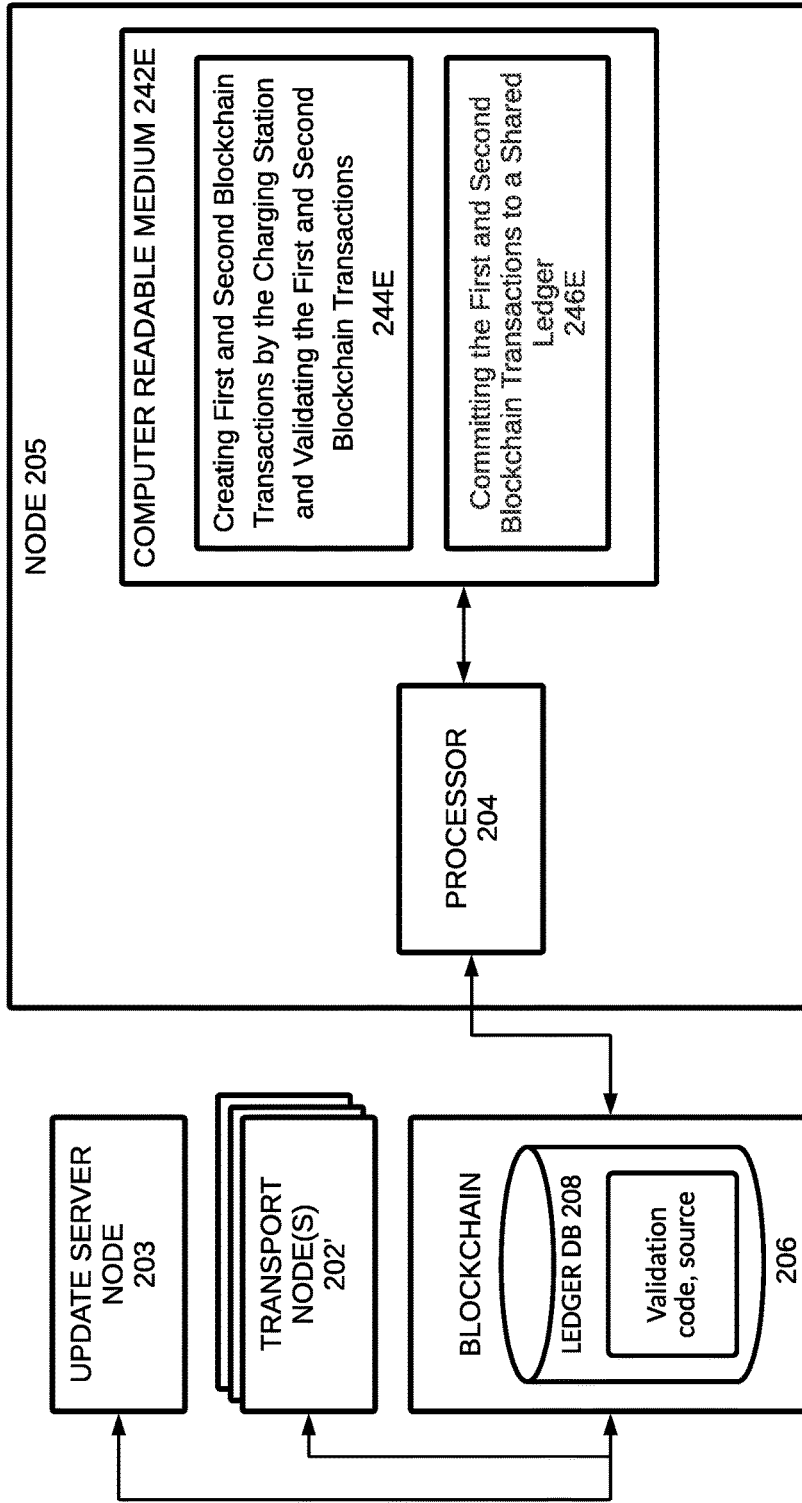 UPDATE SERVER
NODE
203
TRANSPORT
NODE(S)
202'
BLOCKCHAIN
LEDGER DB 208
Validation
code, source
206
NODE 205
PROCESSOR
204
COMPUTER READABLE MEDIUM 242E
Creating First and Second Blockchain
Transactions by the Charging Station
and Validating the First and Second
Blockchain Transactions
244E
Committing the First and Second
Blockchain Transactions to a Shared
Ledger
246E